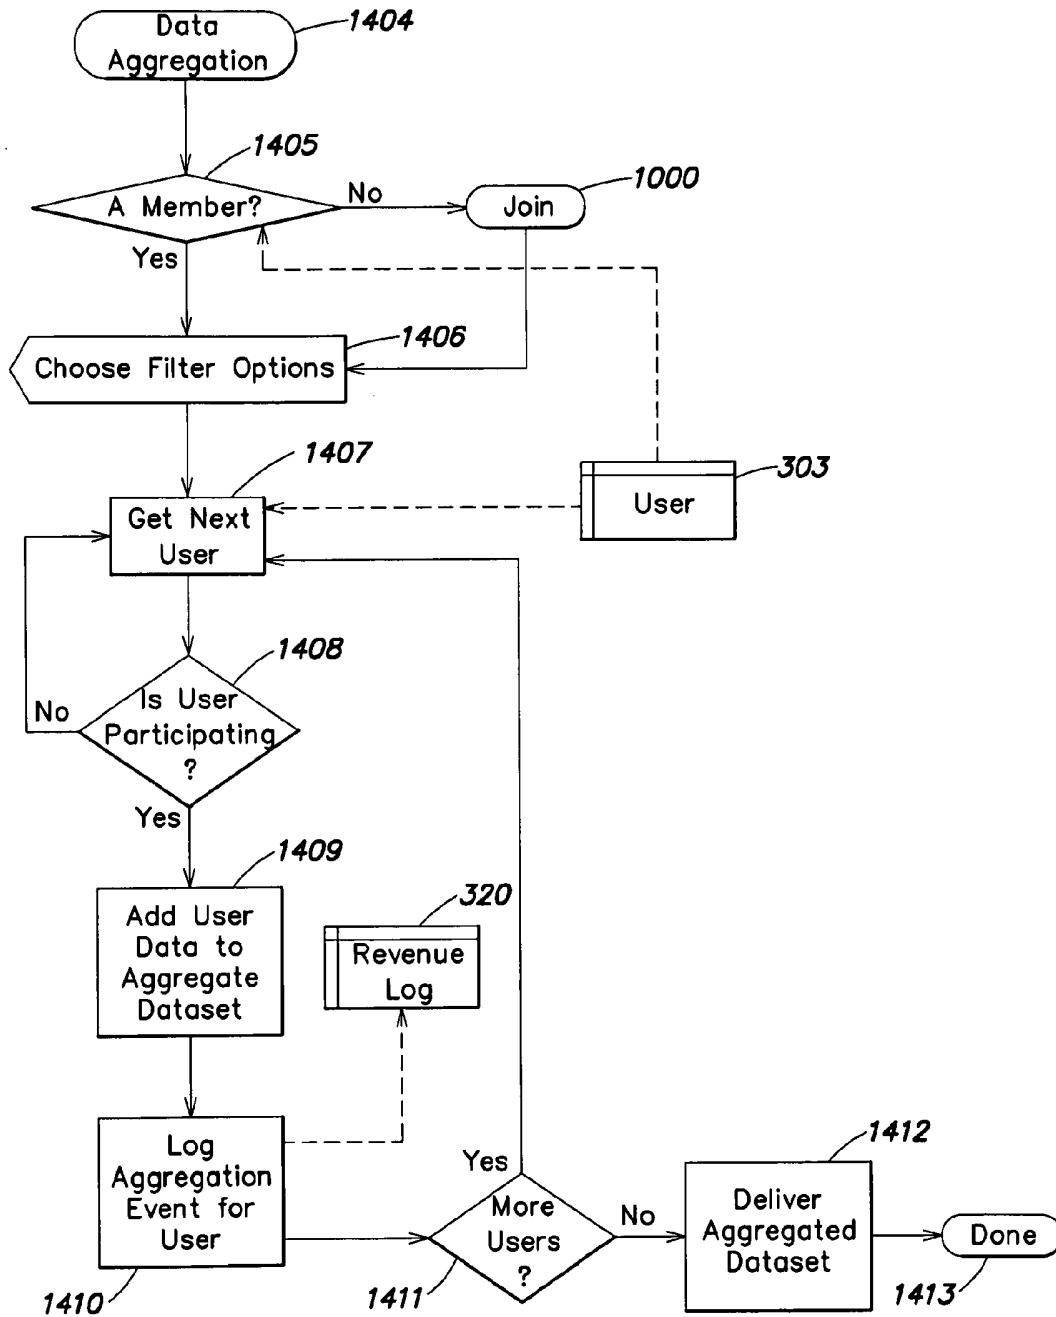 Data
Aggregation
1404
1405
A Member?
No
Join
1000
Yes
Choose Filter Options
1406
1407
Get Next
User
User
303
1408
Is User
Participating
?
No
Yes
1409
Add User
Data to
Aggregate
Dataset
320
Revenue
Log
Log
Aggregation
Event for
User
1410
Yes
More
Users
?
1411
No
1412
Deliver
Aggregated
Dataset
Done
1413